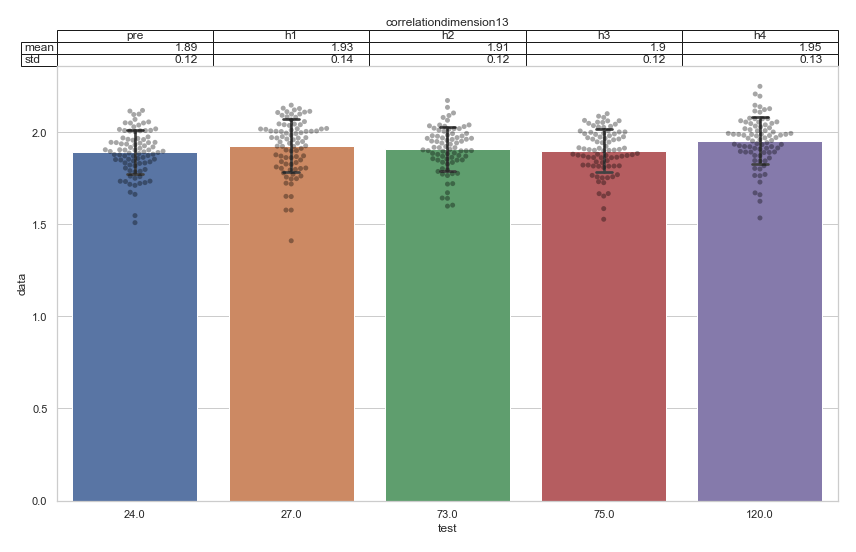 correlationdimension13
pre h1 h2 h3 h4
mean 1.89 1.93 1.91 1.9 1.95
std 0.12 0.14 0.12 0.12 0.13
2.0
1.5
1.0
0.5
0.0
data
24.0 27.0 73.0 75.0 120.0
test